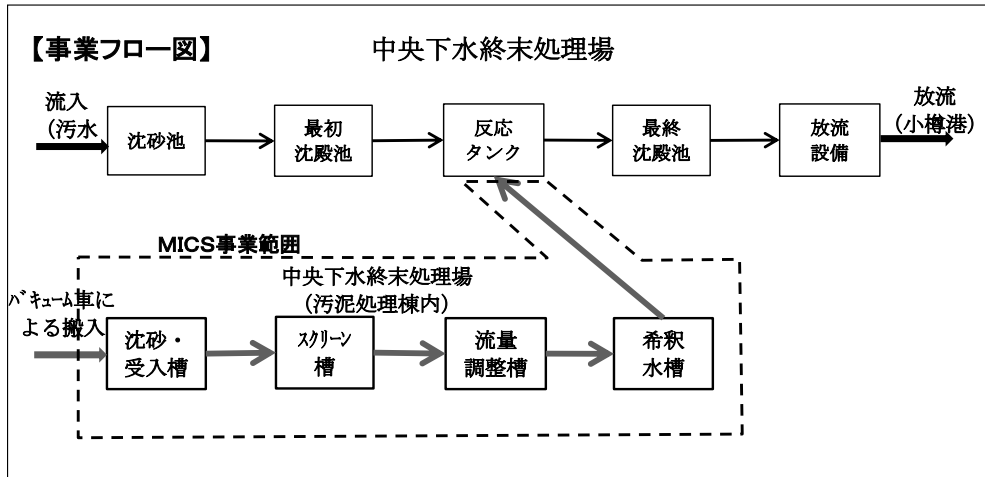 【事業フロー図】
中央下水終末処理場
流入
(汚水
沈砂池
最初
沈殿池
反応
タンク
最終
沈殿池
放流
設備
放流
(小樽港)
MICS事業範囲
中央下水終末処理場
(汚泥処理棟内)
ﾊﾞｷｭｰﾑ車に
よる搬入
沈砂・
受入槽
ｽｸﾘｰﾝ
槽
流量
調整槽
希釈
水槽